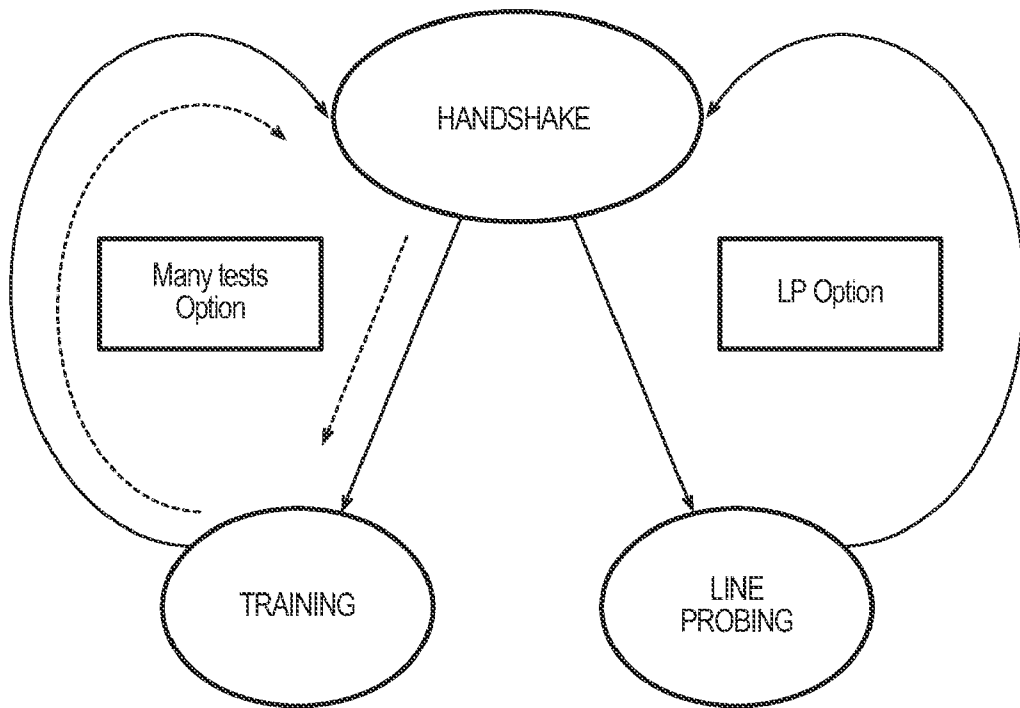 HANDSHAKE
Many tests
Option
LP Option
TRAINING
LINE
PROBING